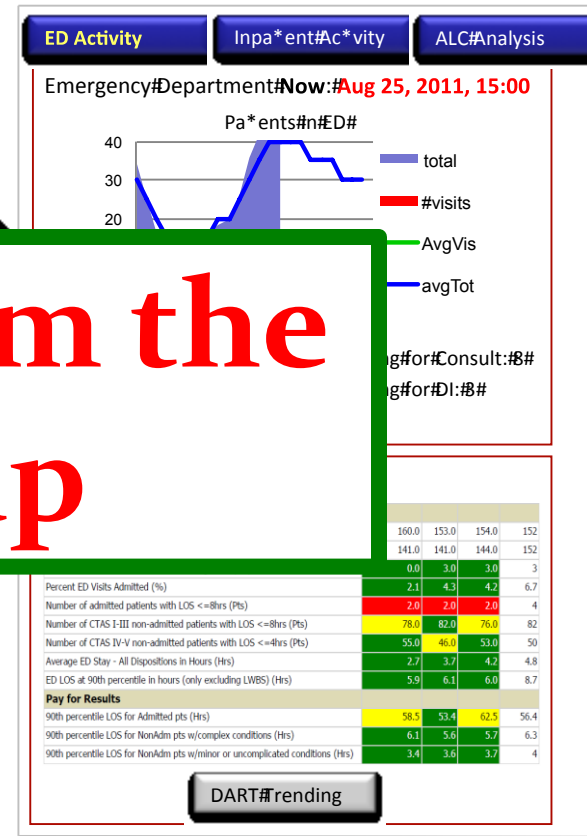 ED Activity
Inpa*ent#Ac*vity
ALC#Analysis
Emergency#Department#Now:#Aug 25, 2011, 15:00
Pa*ents#in#ED#
40
30
20
total
#visits
AvgVis
avgTot
m the
g#for#Consult:#8#
g#for#DI:#3#
160.0 153.0 154.0 152
141.0 141.0 144.0 152
0.0 3.0 3.0 3
Percent ED Visits Admitted (%) 2.1 4.3 4.2 6.7
Number of admitted patients with LOS <=8hrs (Pts) 2.0 2.0 2.0 4
Number of CTAS I-III non-admitted patients with LOS <=8hrs (Pts) 78.0 82.0 76.0 82
Number of CTAS IV-V non-admitted patients with LOS <=4hrs (Pts) 55.0 46.0 53.0 50
Average ED Stay - All Dispositions in Hours (Hrs) 2.7 3.7 4.2 4.8
ED LOS at 90th percentile in hours (only excluding LWBS) (Hrs) 5.9 6.1 6.0 8.7
Pay for Results
90th percentile LOS for Admitted pts (Hrs) 58.5 53.4 62.5 56.4
90th percentile LOS for NonAdm pts w/complex conditions (Hrs) 6.1 5.6 5.7 6.3
90th percentile LOS for NonAdm pts w/minor or uncomplicated conditions (Hrs) 3.4 3.6 3.7 4
DART#Trending